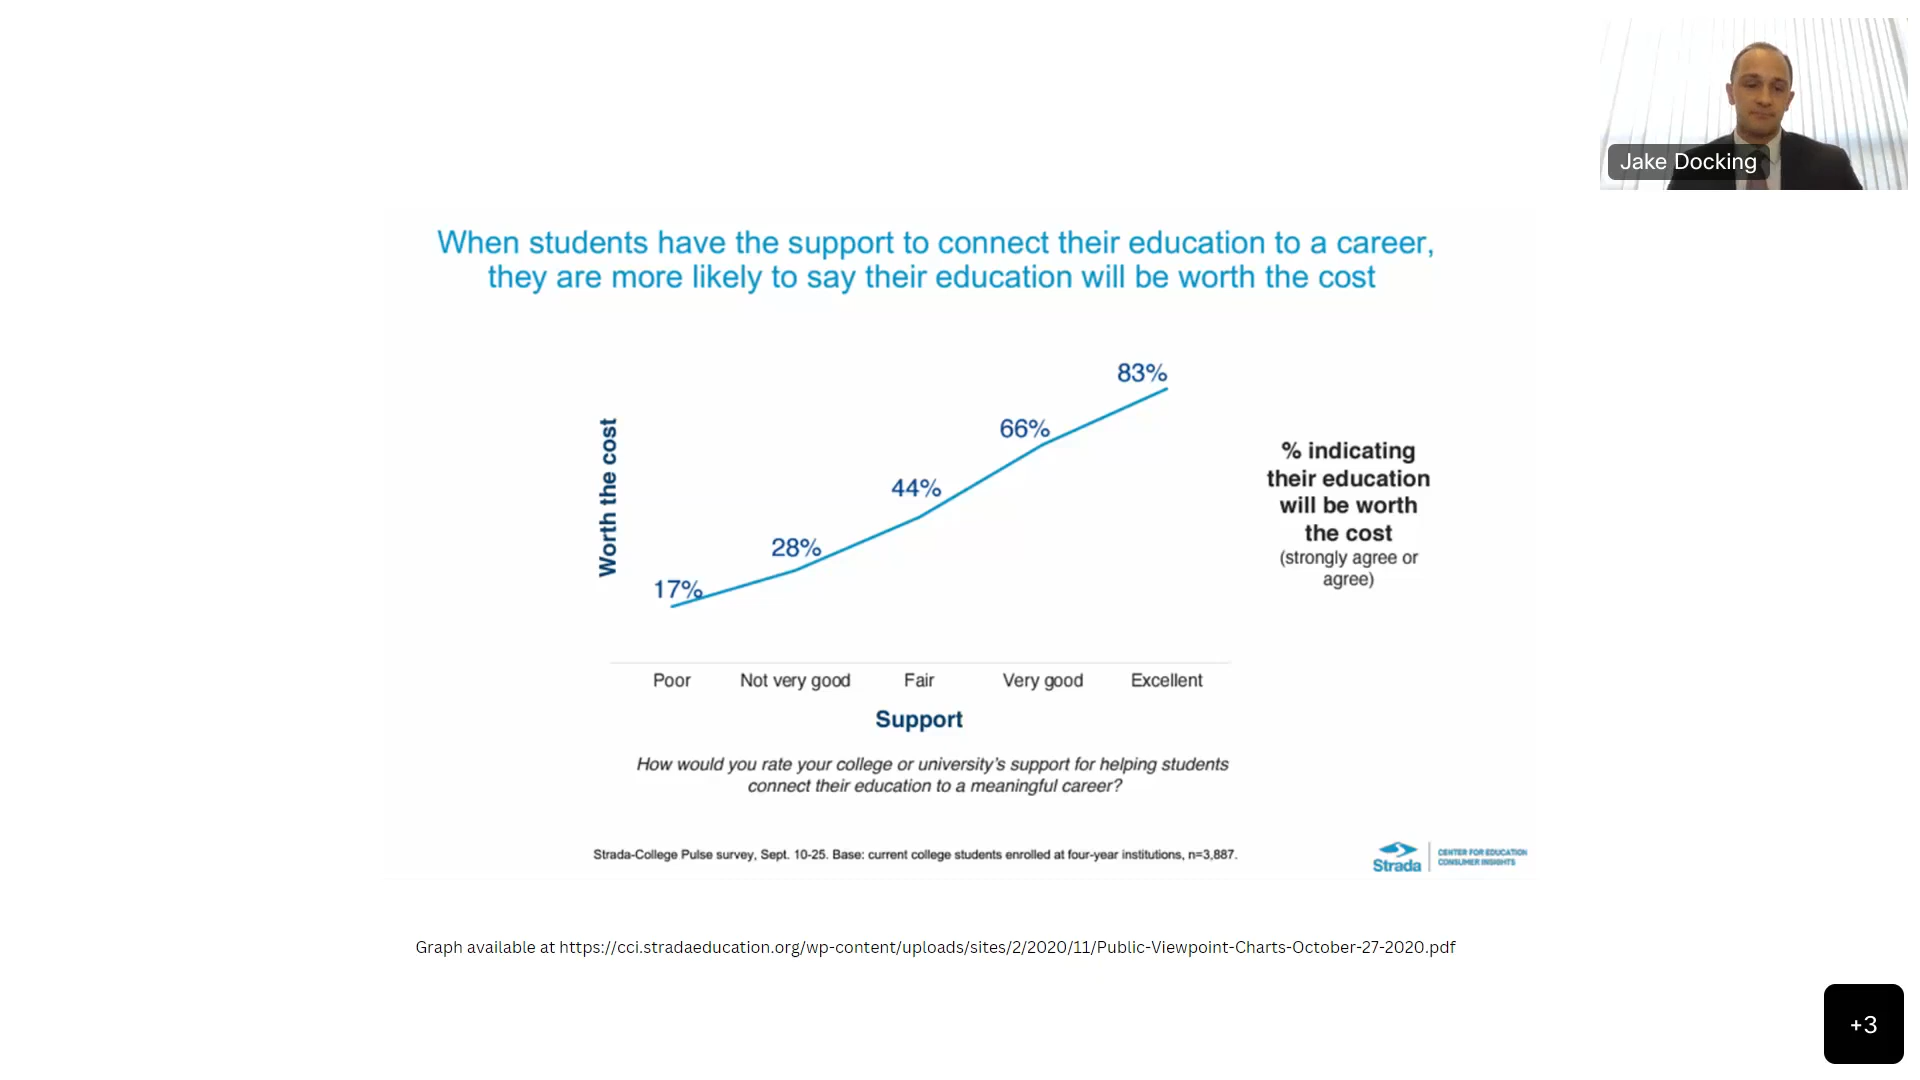 Jake Docking
When students have the support to connect their education to a career,
they are more likely to say their education will be worth the cost
83%
66%
44%
28%
17%
Worth the cost
% indicating
their education
will be worth
the cost
(strongly agree or
agree)
Poor Not very good Fair Very good Excellent
Support
How would you rate your college or university's support for helping students
connect their education to a meaningful career?
Strada-College Pulse survey, Sept. 10-25. Base: current college students enrolled at four-year institutions, n=3,887.
Strada
CENTER FOR EDUCATION
CONSUMER INSIGHTS
Graph available at https://cci.stradaeducation.org/wp-content/uploads/sites/2/2020/11/Public-Viewpoint-Charts-October-27-2020.pdf
+3